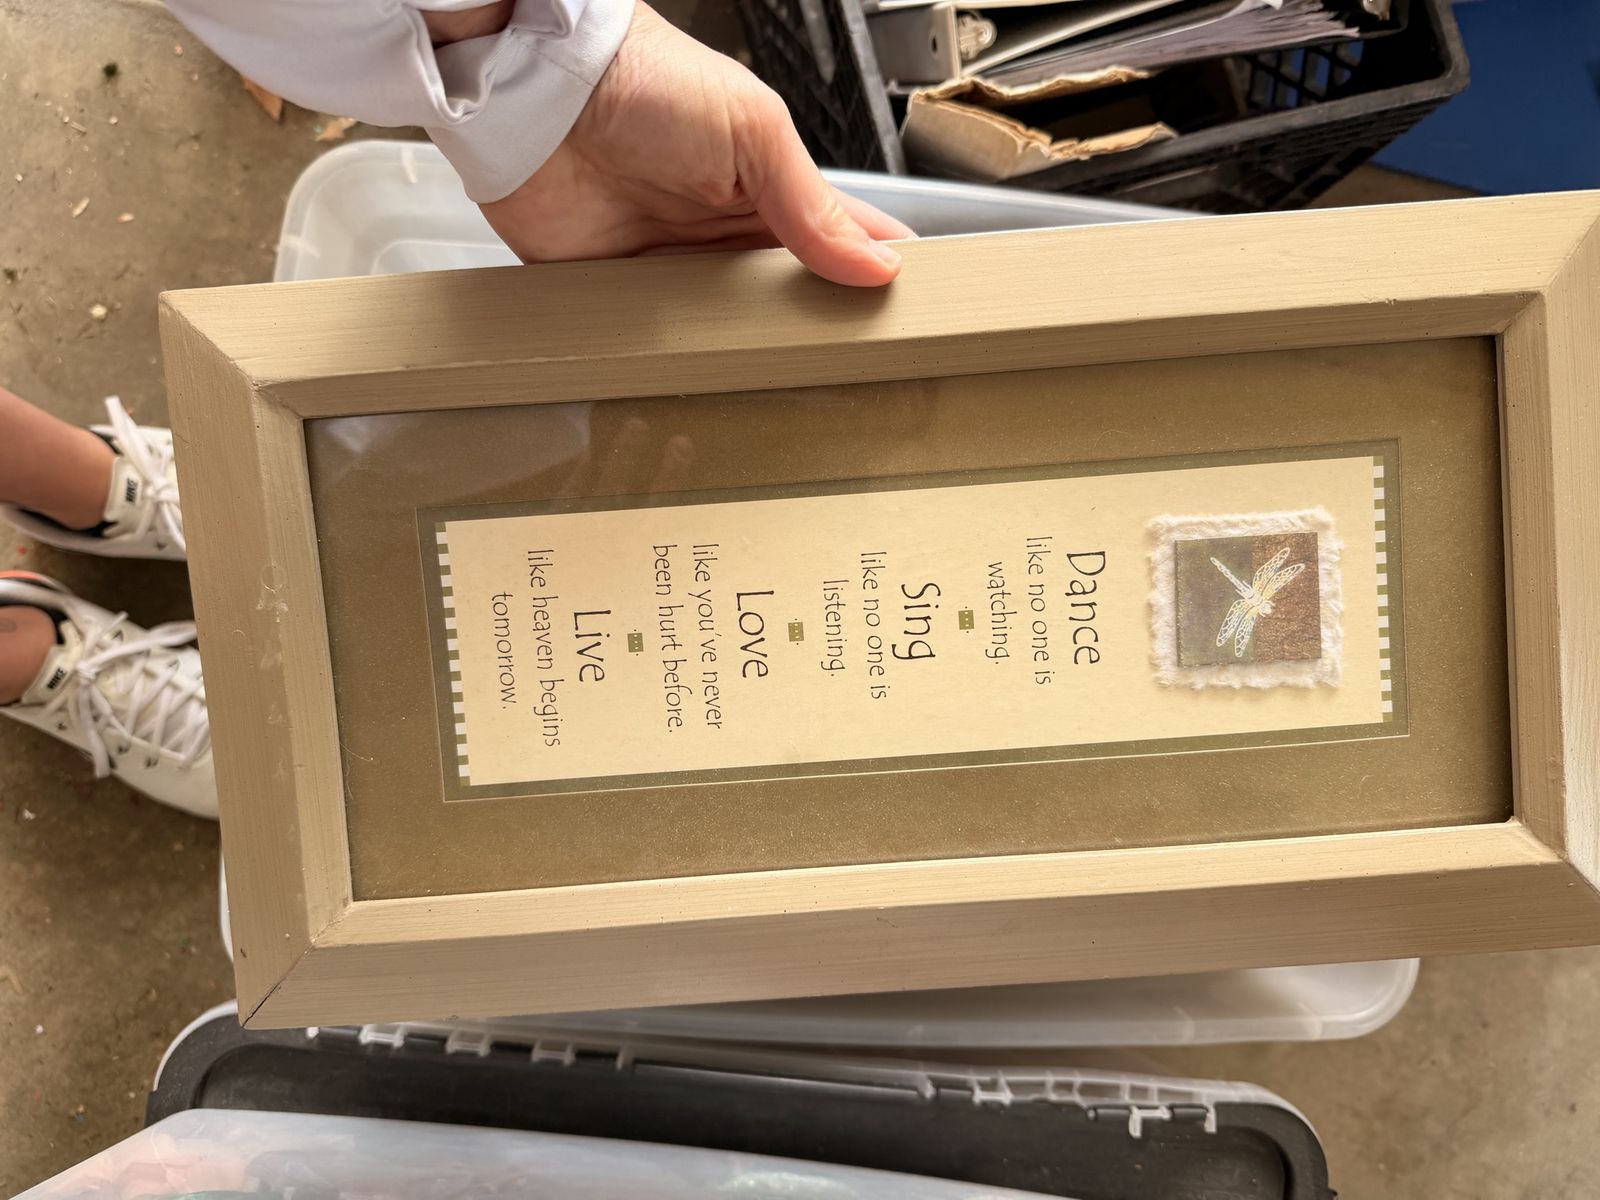 Dance
like no one is
watching.
Sing
like no one is
listening.
Love
like you've never
been hurt before.
Live
like heaven begins
tomorrow.